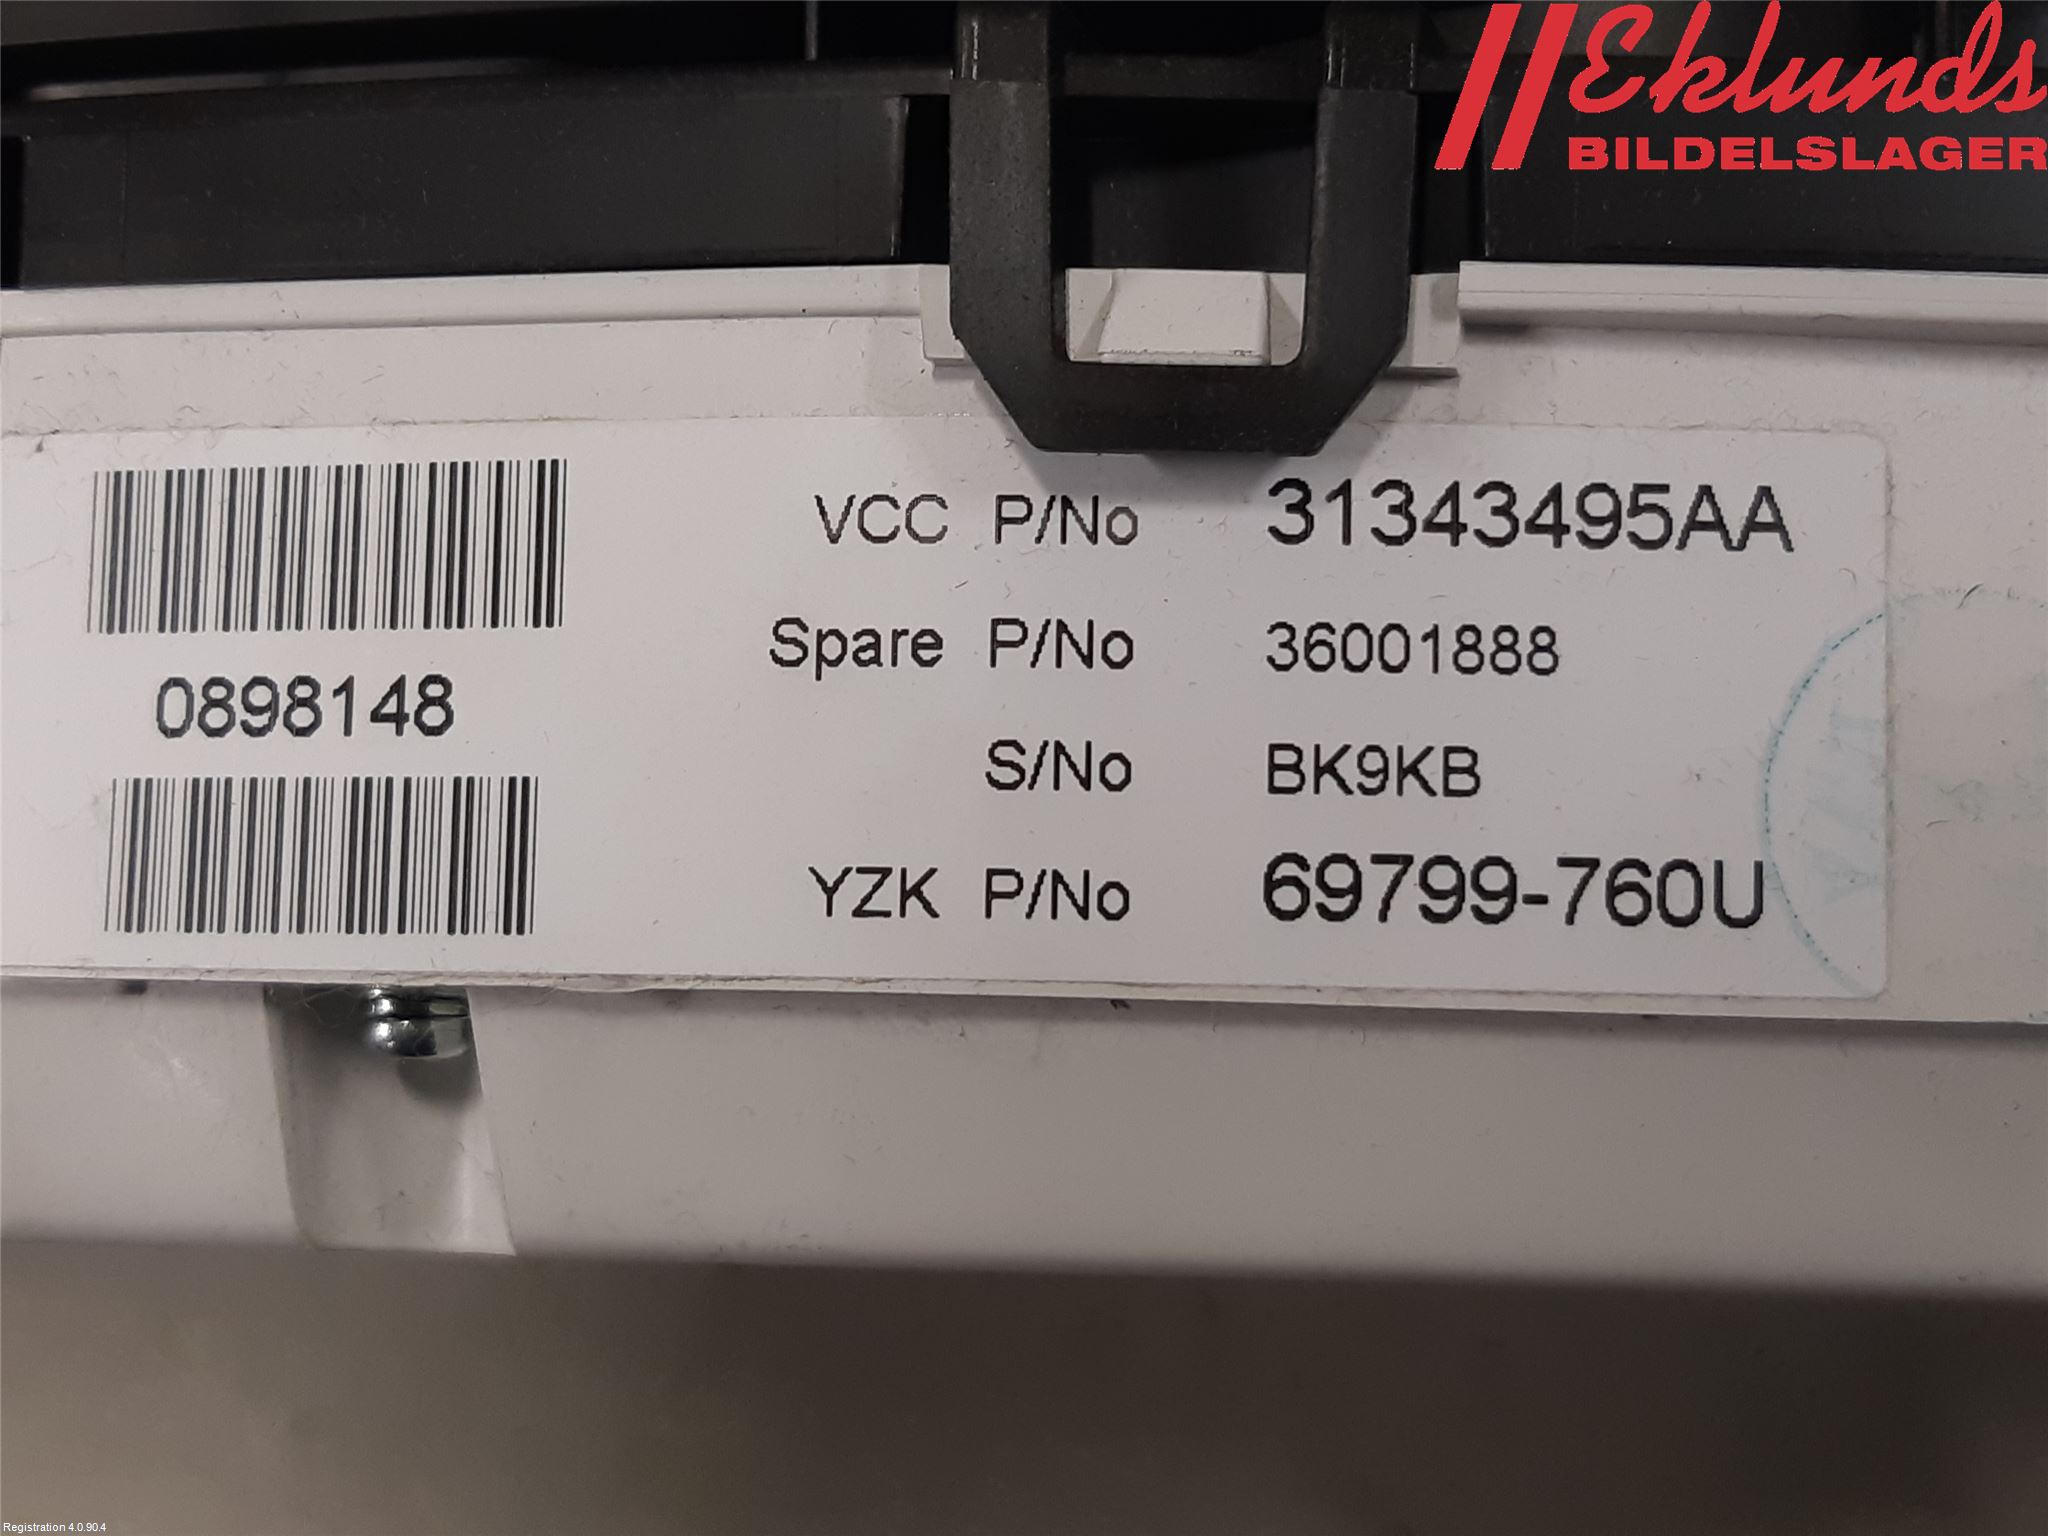 Eklunds
BILDELSLAGER
VCC P/No 31343495AA
Spare P/No 36001888
0898148
S/No BK9KB
YZK P/No 69799-760U
Registration 4.0.90.4